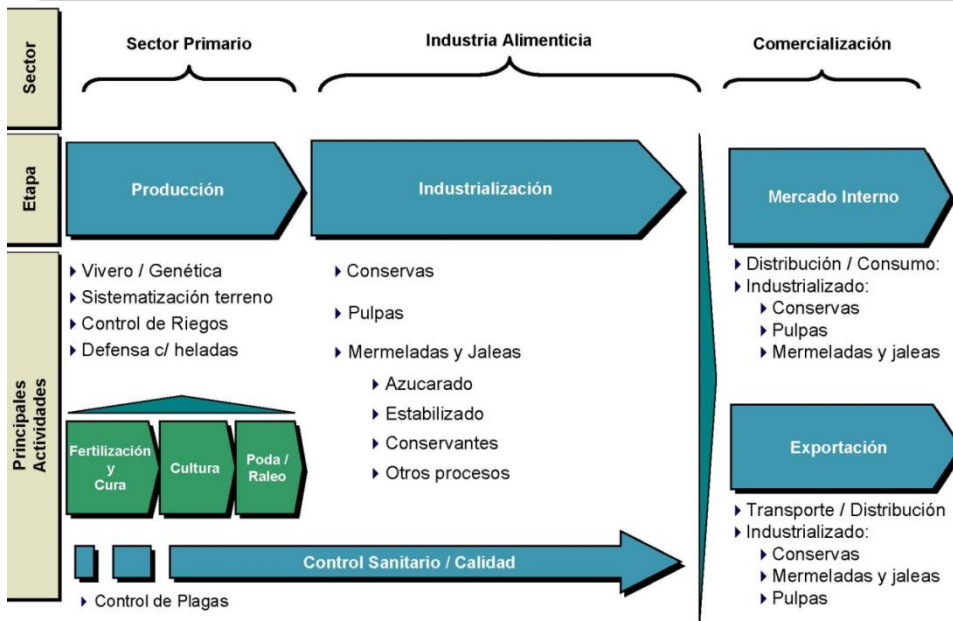 Sector
Sector Primario
Industria Alimenticia
Comercialización
Etapa
Producción
Industrialización
Mercado Interno
Principales
Actividades
Vivero / Genética
Sistematización terreno
Control de Riegos
Defensa c/ heladas
Fertilización
y
Cura
Cultura
Poda /
Raleo
Conservas
Pulpas
Mermeladas y Jaleas
Azucarado
Estabilizado
Conservantes
Otros procesos
Control Sanitario / Calidad
Control de Plagas
Distribución / Consumo:
Industrializado:
Conservas
Pulpas
Mermeladas y jaleas
Exportación
Transporte / Distribución
Industrializado:
Conservas
Mermeladas y jaleas
Pulpas